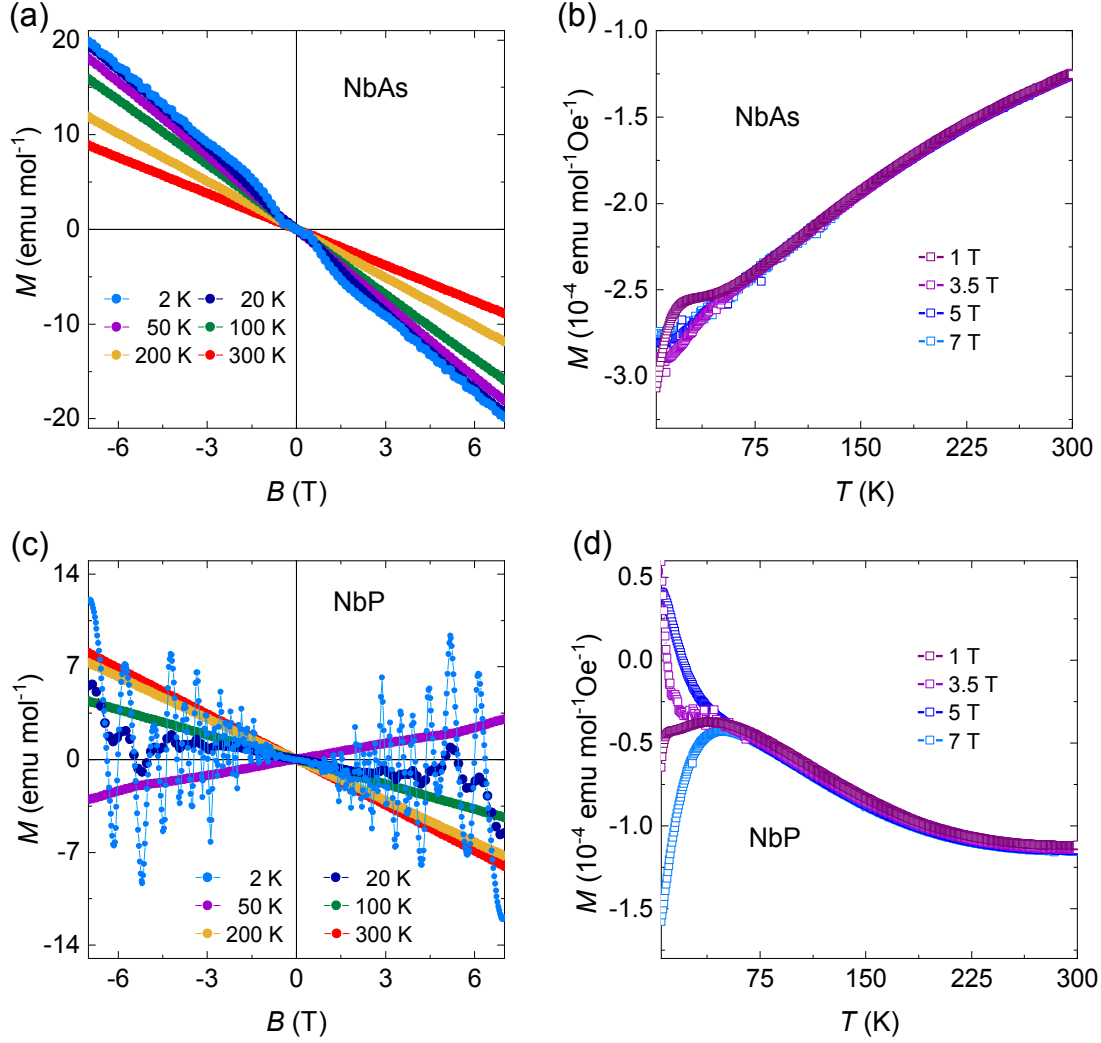 (a)
20
10
0
-10
-20
M (emu mol⁻¹)
NbAs
2 K
20 K
50 K
100 K
200 K
300 K
-6
-3
0
3
6
B (T)
(b)
-1.0
-1.5
-2.0
-2.5
-3.0
M (10⁻⁴ emu mol⁻¹Oe⁻¹)
NbAs
1 T
3.5 T
5 T
7 T
75
150
225
300
T (K)
(c)
14
7
0
-7
-14
M (emu mol⁻¹)
NbP
2 K
20 K
50 K
100 K
200 K
300 K
-6
-3
0
3
6
B (T)
(d)
0.5
0.0
-0.5
-1.0
-1.5
M (10⁻⁴ emu mol⁻¹Oe⁻¹)
1 T
3.5 T
5 T
7 T
NbP
75
150
225
300
T (K)